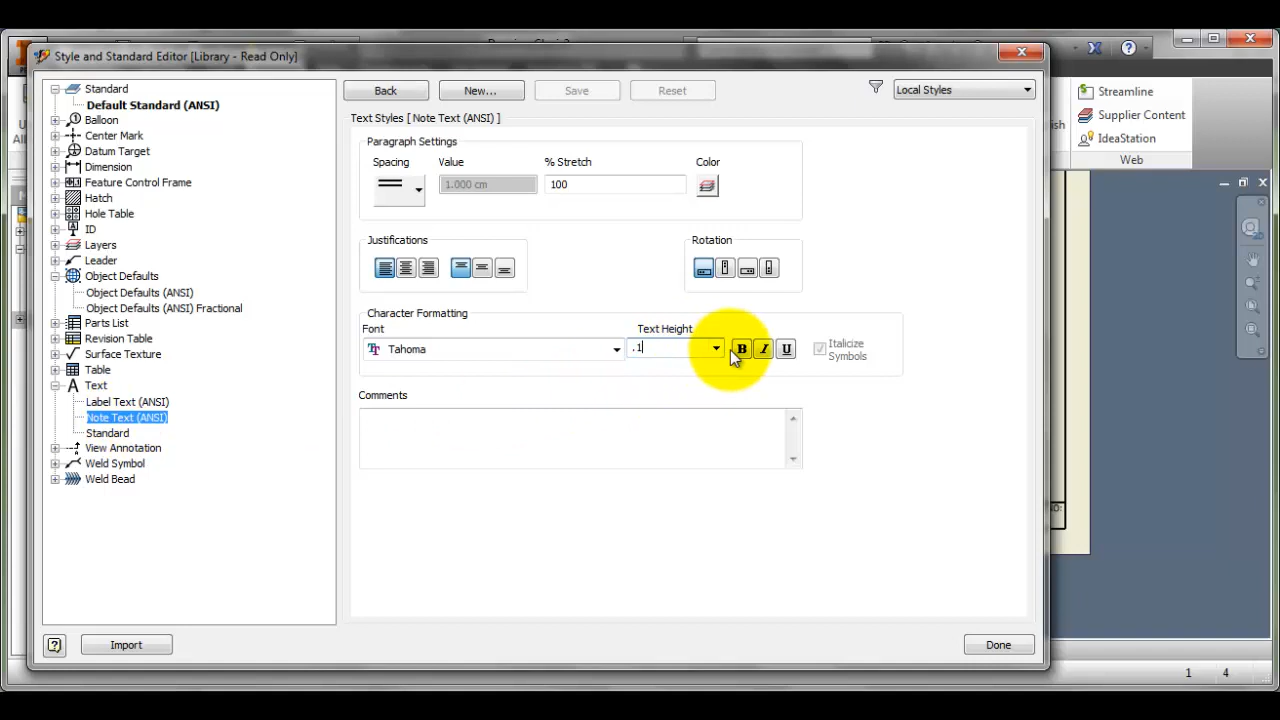 Style and Standard Editor [Library - Read Only]
Standard
Default Standard (ANSI)
Balloon
Center Mark
Datum Target
Dimension
Feature Control Frame
Hatch
Hole Table
ID
Layers
Leader
Object Defaults
Object Defaults (ANSI)
Object Defaults (ANSI) Fractional
Parts List
Revision Table
Surface Texture
Table
Text
Label Text (ANSI)
Note Text (ANSI)
Standard
View Annotation
Weld Symbol
Weld Bead
Import
Back
New...
Save
Reset
Local Styles
Text Styles [ Note Text (ANSI) ]
Paragraph Settings
Spacing
Value
% Stretch
Color
1.000 cm
100
Justifications
Rotation
Character Formatting
Font
Text Height
Tahoma
.1
B I U
Italicize
Symbols
Comments
Done
Streamline
Supplier Content
IdeaStation
Web
NO:
1 4